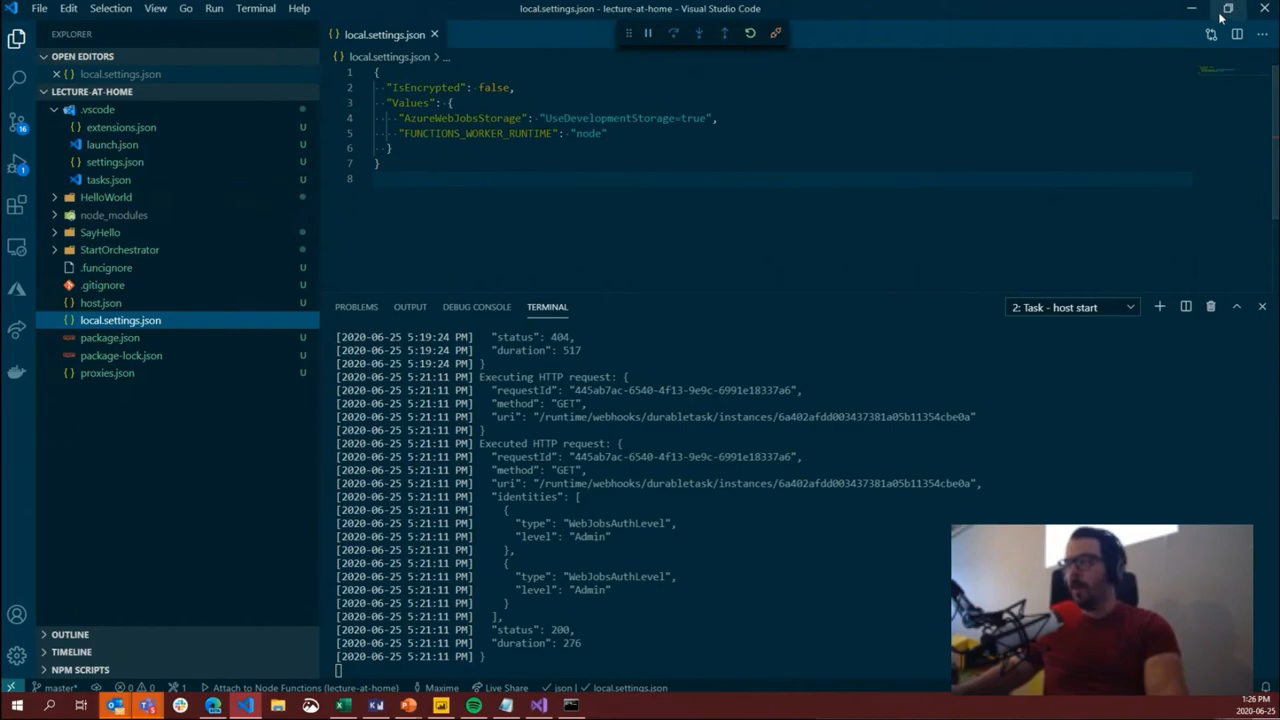 File Edit Selection View Go Run Terminal Help
local.settings.json - lecture-at-home - Visual Studio Code
EXPLORER
OPEN EDITORS
{} local.settings.json
LECTURE-AT-HOME
.vscode
{} extensions.json U
launch.json U
{} settings.json U
tasks.json U
HelloWorld
node_modules
SayHello
StartOrchestrator
.funcignore U
.gitignore U
{} host.json U
{} local.settings.json U
package.json U
package-lock.json U
{} proxies.json U
OUTLINE
TIMELINE
NPM SCRIPTS
16
1
{} local.settings.json
{} local.settings.json > ...
1 {
2 "IsEncrypted": false,
3 "Values": {
4 "AzureWebJobsStorage": "UseDevelopmentStorage=true",
5 "FUNCTIONS_WORKER_RUNTIME": "node"
6 }
7 }
8
PROBLEMS OUTPUT DEBUG CONSOLE TERMINAL
2: Task - host start
[2020-06-25 5:19:24 PM] "status": 404,
[2020-06-25 5:19:24 PM] "duration": 517
[2020-06-25 5:19:24 PM] }
[2020-06-25 5:21:11 PM] Executing HTTP request: {
[2020-06-25 5:21:11 PM] "requestId": "445ab7ac-6540-4f13-9e9c-6991e18337a6",
[2020-06-25 5:21:11 PM] "method": "GET",
[2020-06-25 5:21:11 PM] "uri": "/runtime/webhooks/durabletask/instances/6a402afdd003437381a05b11354cbe0a"
[2020-06-25 5:21:11 PM] }
[2020-06-25 5:21:11 PM] Executed HTTP request: {
[2020-06-25 5:21:11 PM] "requestId": "445ab7ac-6540-4f13-9e9c-6991e18337a6",
[2020-06-25 5:21:11 PM] "method": "GET",
[2020-06-25 5:21:11 PM] "uri": "/runtime/webhooks/durabletask/instances/6a402afdd003437381a05b11354cbe0a",
[2020-06-25 5:21:11 PM] "identities": [
[2020-06-25 5:21:11 PM] {
[2020-06-25 5:21:11 PM] "type": "WebJobsAuthLevel",
[2020-06-25 5:21:11 PM] "level": "Admin"
[2020-06-25 5:21:11 PM] },
[2020-06-25 5:21:11 PM] {
[2020-06-25 5:21:11 PM] "type": "WebJobsAuthLevel",
[2020-06-25 5:21:11 PM] "level": "Admin"
[2020-06-25 5:21:11 PM] }
[2020-06-25 5:21:11 PM] ],
[2020-06-25 5:21:11 PM] "status": 200,
[2020-06-25 5:21:11 PM] "duration": 276
[2020-06-25 5:21:11 PM] }
master* 0 0 1 Attach to Node Functions (lecture-at-home) Maxime Live Share json local.settings.json
1:26 PM
2020-06-25